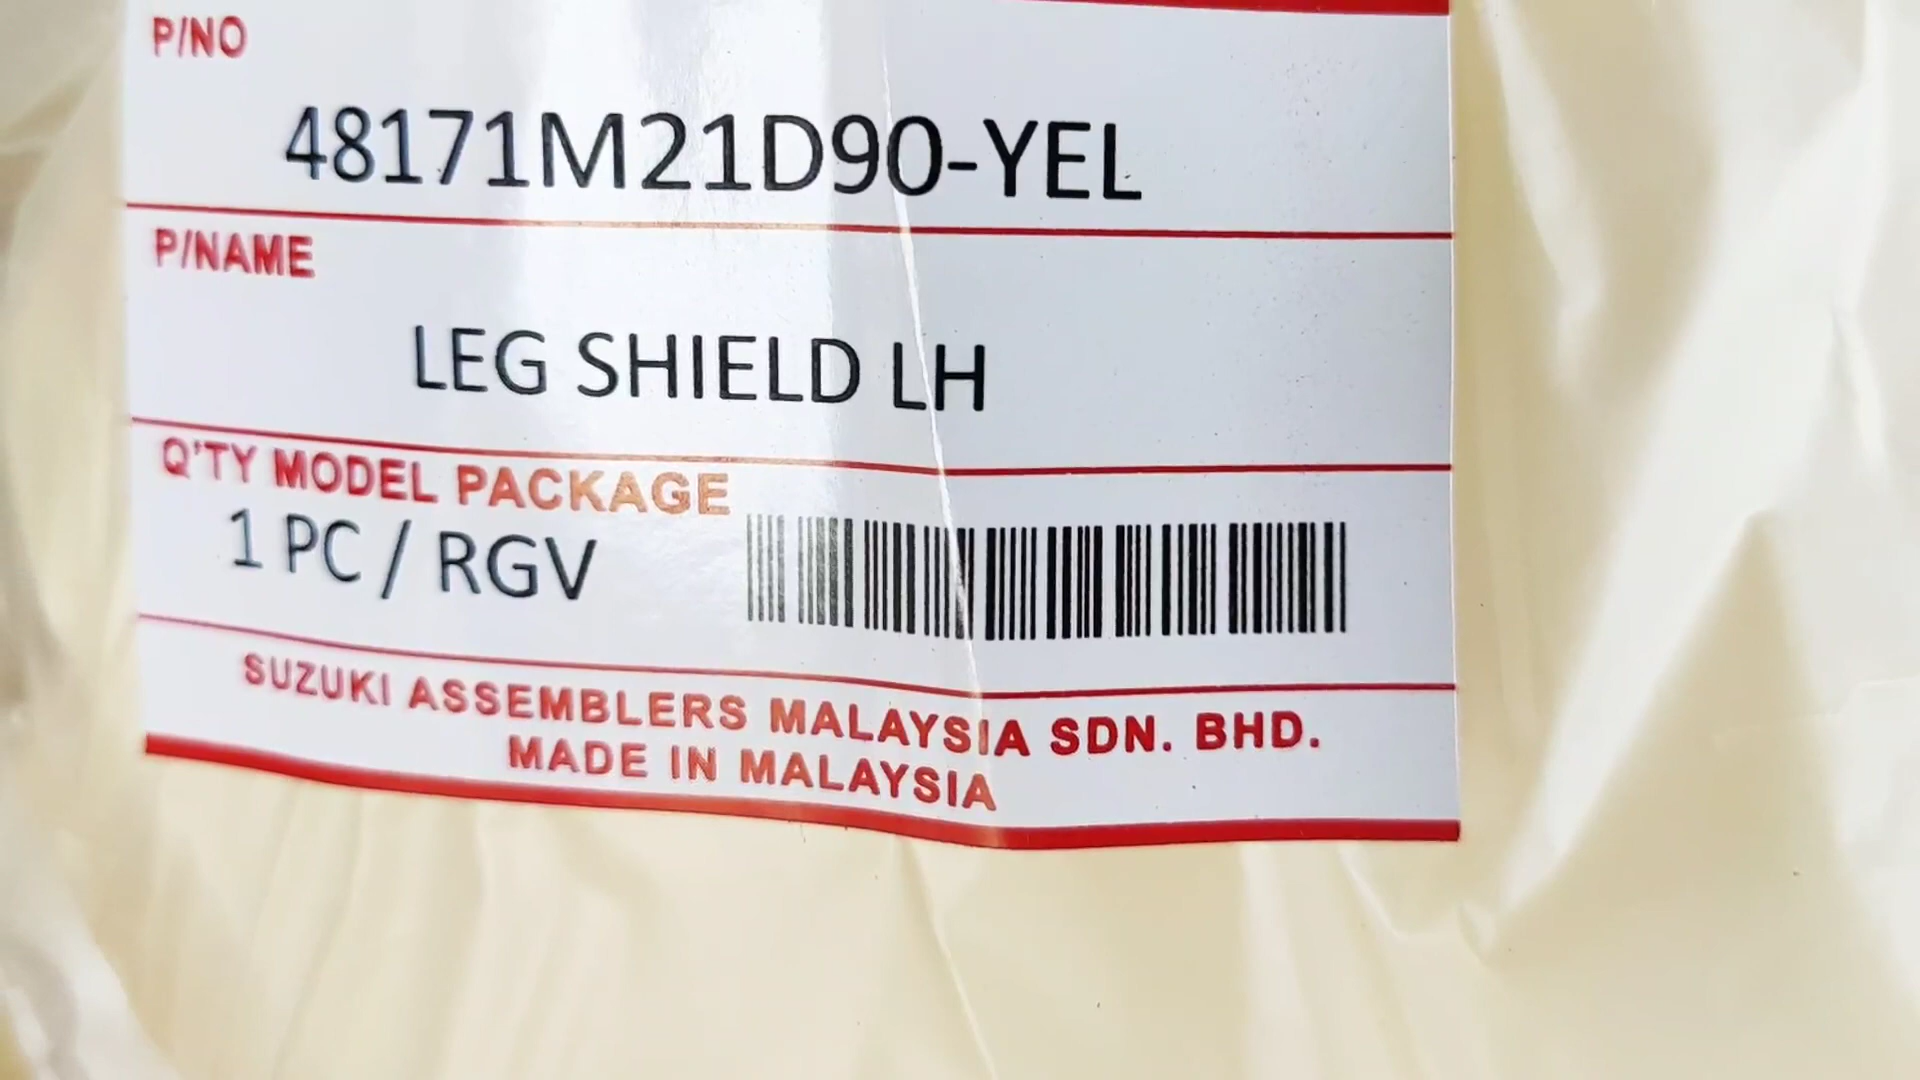 P/NO
48171M21D90-YEL
P/NAME
LEG SHIELD LH
Q'TY MODEL PACKAGE
1 PC / RGV
SUZUKI ASSEMBLERS MALAYSIA SDN. BHD.
MADE IN MALAYSIA